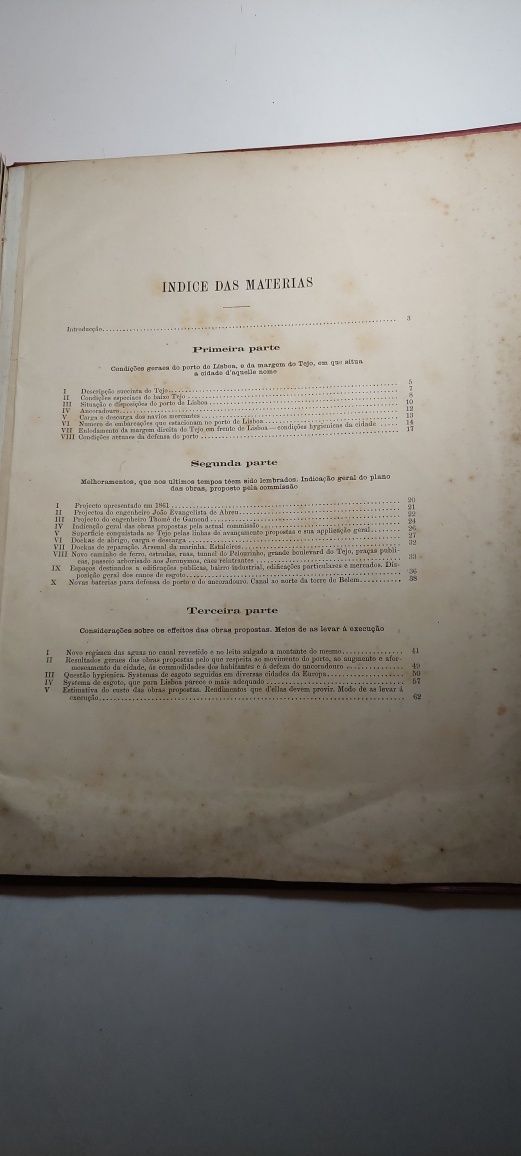 INDICE DAS MATERIAS
Introducção 3
Primeira parte
Condições geraes do porto de Lisboa, e da margem do Tejo, em que situa
a cidade d'aquelle nome
I Descripção succinta do Tejo 5
II Condições especiaes do baixo Tejo 7
III Situação e disposições do porto de Lisboa 8
IV Ancoradouro 10
V Carga e descarga dos navios mercantes 12
VI Numero de embarcações que estacionam no porto de Lisboa 13
VII Enlodamento da margem direita do Tejo em frente de Lisboa — condições hygienicas da cidade 14
VIII Condições actuaes da defensa do porto 17
Segunda parte
Melhoramentos, que nos ultimos tempos têem sido lembrados. Indicação geral do plano
das obras, proposto pela commissão
I Projecto apresentado em 1861 20
II Projectos do engenheiro João Evangelista de Abreu 21
III Projecto do engenheiro Thomé de Gamond 22
IV Indicação geral das obras propostas pela actual commissão 24
V Superficie conquistada ao Tejo pelas linhas de avançamento propostas e sua applicação geral 26
VI Dockas de abrigo, carga e descarga 27
VII Dockas de reparação. Arsenal da marinha. Estaleiros 32
VIII Novo caminho de ferro, estradas, ruas, tunnel do Pelourinho, grande boulevard do Tejo, praças publi-
cas, passeio arborisado aos Jeronymos, caes reintrantes 33
IX Espaços destinados a edificações publicas, bairro industrial, edificações particulares e mercados. Dis-
posição geral dos canos de esgoto 36
X Novas baterias para defensa do porto e do ancoradouro. Canal ao norte da torre de Belem 38
Terceira parte
Considerações sobre os effeitos das obras propostas. Meios de as levar á execução
I Novo regimen das aguas no canal revestido e no leito salgado a montante do mesmo 41
II Resultados geraes das obras propostas pelo que respeita ao movimento do porto, ao augmento e afor-
moseamento da cidade, ás commodidades dos habitantes e á defeza do ancoradouro 49
III Questão hygienica. Systemas de esgoto seguidas em diversas cidades da Europa 50
IV Systema de esgoto, que para Lisboa parece o mais adequado 57
V Estimativa do custo das obras propostas. Rendimentos que d'ellas devem provir. Modo de as levar á
execução 62